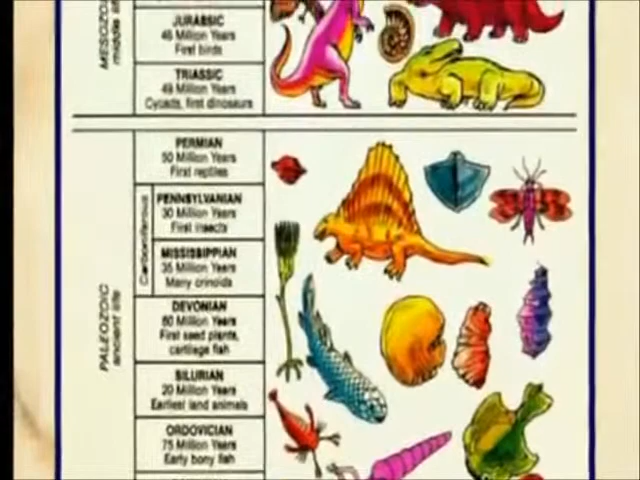 MESOZOIC
middle life
JURASSIC
46 Million Years
First birds
TRIASSIC
49 Million Years
Cycads, first dinosaurs
PALEOZOIC
ancient life
PERMIAN
50 Million Years
First reptiles
Carboniferous
PENNSYLVANIAN
30 Million Years
First insects
MISSISSIPPIAN
35 Million Years
Many crinoids
DEVONIAN
60 Million Years
First seed plants,
cartilage fish
SILURIAN
20 Million Years
Earliest land animals
ORDOVICIAN
75 Million Years
Early bony fish